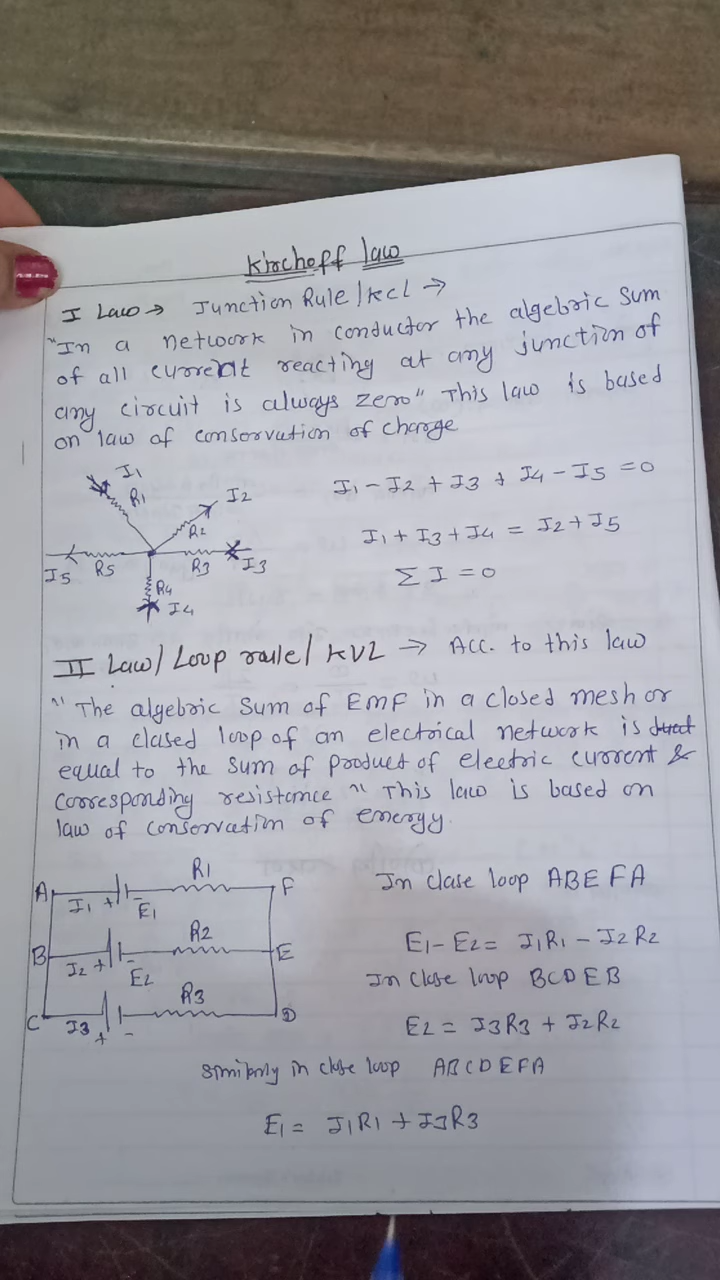 Kirchoff law
I Law → Junction Rule / KCL →
"In a network in conductor the algebric sum
of all current reacting at any junction of
any circuit is always zero" This law is based
on law of conservation of charge
I1
R1
I2
R2
I5 R5 R3 I3
R4
I4
I1 - I2 + I3 + I4 - I5 = 0
I1 + I3 + I4 = I2 + I5
Σ I = 0
II Law / Loop rule / KVL → Acc. to this law
" The algebric sum of EMF in a closed mesh or
in a closed loop of an electrical network is
equal to the sum of product of electric current &
corresponding resistance " This law is based on
law of conservation of energy.
A I1 + - E1 R1 F
B I2 + - E2 R2 E
C I3 + - R3 D
In close loop ABEFA
E1 - E2 = I1R1 - I2R2
In close loop BCDEB
E2 = I3R3 + I2R2
Similarly in close loop ABCDEFA
E1 = I1R1 + I3R3